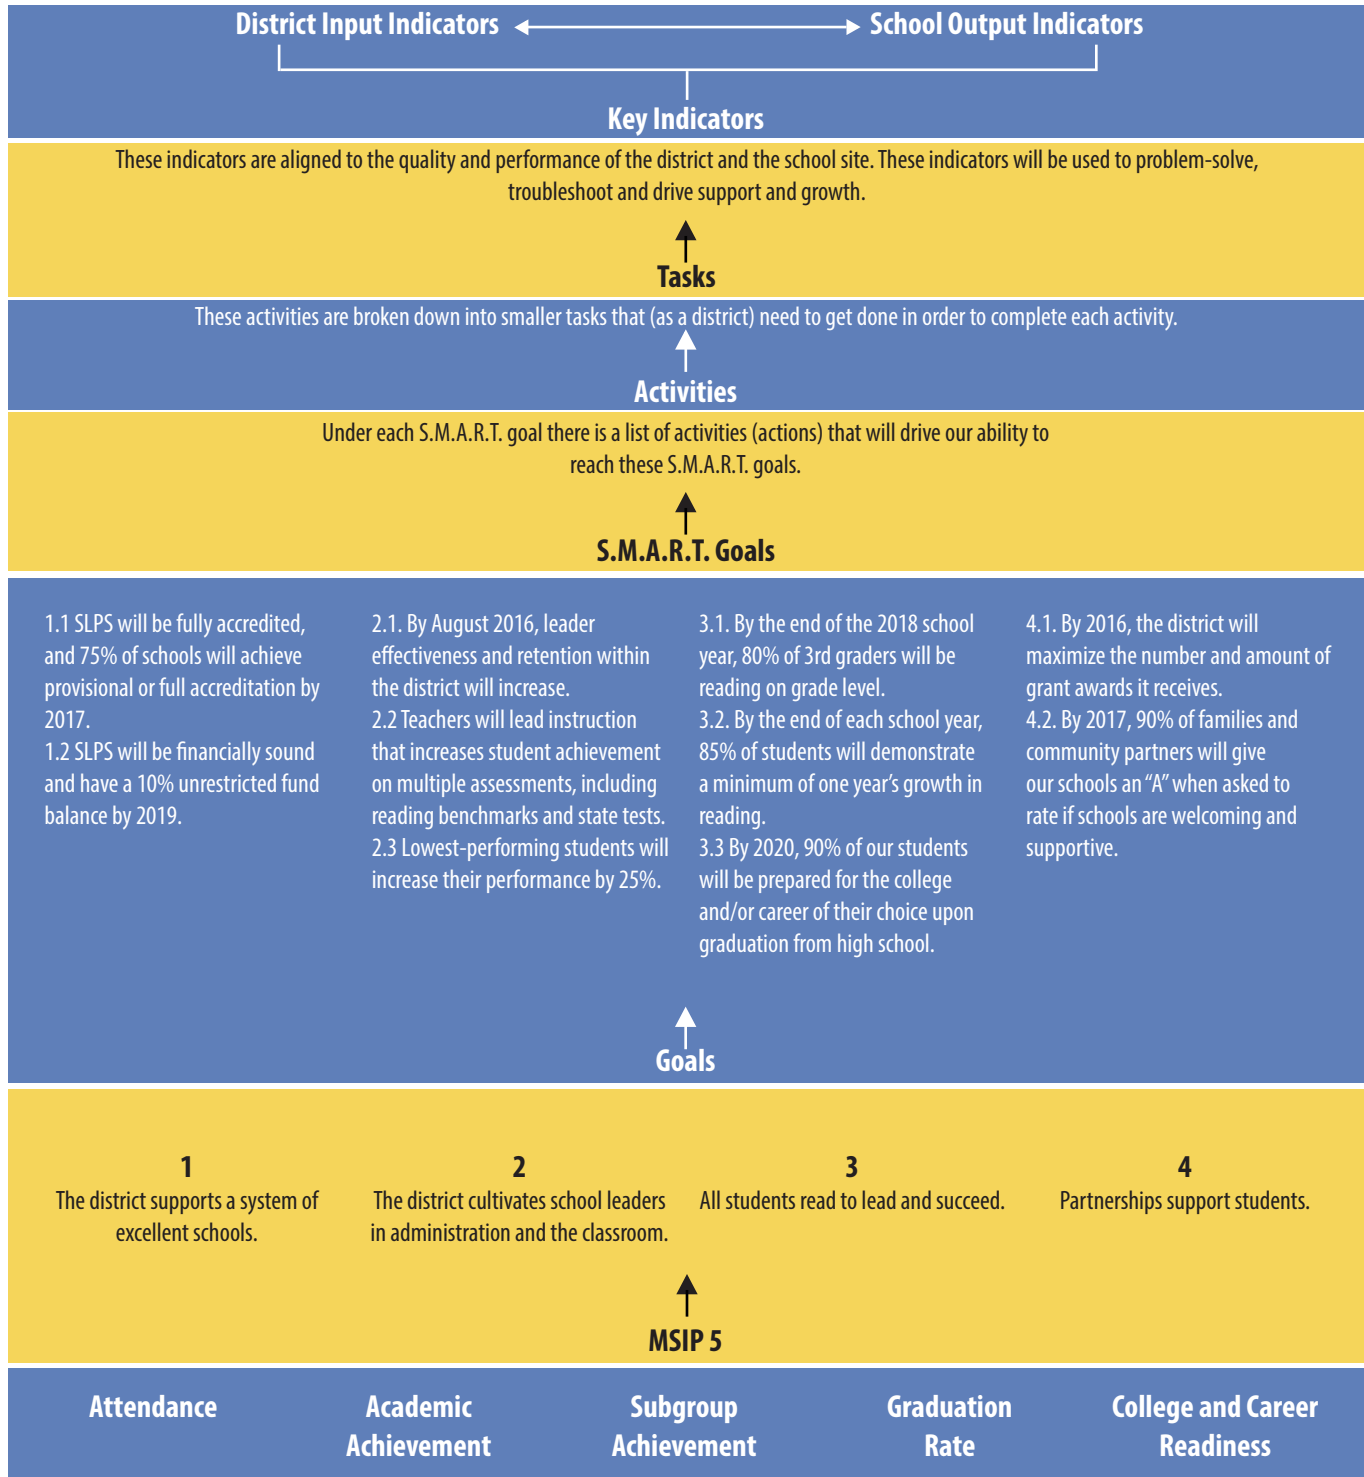 District Input Indicators
School Output Indicators
Key Indicators
These indicators are aligned to the quality and performance of the district and the school site. These indicators will be used to problem-solve,
troubleshoot and drive support and growth.
Tasks
These activities are broken down into smaller tasks that (as a district) need to get done in order to complete each activity.
Activities
Under each S.M.A.R.T. goal there is a list of activities (actions) that will drive our ability to
reach these S.M.A.R.T. goals.
S.M.A.R.T. Goals
1.1 SLPS will be fully accredited,
and 75% of schools will achieve
provisional or full accreditation by
2017.
1.2 SLPS will be financially sound
and have a 10% unrestricted fund
balance by 2019.
2.1. By August 2016, leader
effectiveness and retention within
the district will increase.
2.2 Teachers will lead instruction
that increases student achievement
on multiple assessments, including
reading benchmarks and state tests.
2.3 Lowest-performing students will
increase their performance by 25%.
3.1. By the end of the 2018 school
year, 80% of 3rd graders will be
reading on grade level.
3.2. By the end of each school year,
85% of students will demonstrate
a minimum of one year's growth in
reading.
3.3 By 2020, 90% of our students
will be prepared for the college
and/or career of their choice upon
graduation from high school.
4.1. By 2016, the district will
maximize the number and amount of
grant awards it receives.
4.2. By 2017, 90% of families and
community partners will give
our schools an "A" when asked to
rate if schools are welcoming and
supportive.
Goals
1
The district supports a system of
excellent schools.
2
The district cultivates school leaders
in administration and the classroom.
3
All students read to lead and succeed.
4
Partnerships support students.
MSIP 5
Attendance
Academic
Achievement
Subgroup
Achievement
Graduation
Rate
College and Career
Readiness